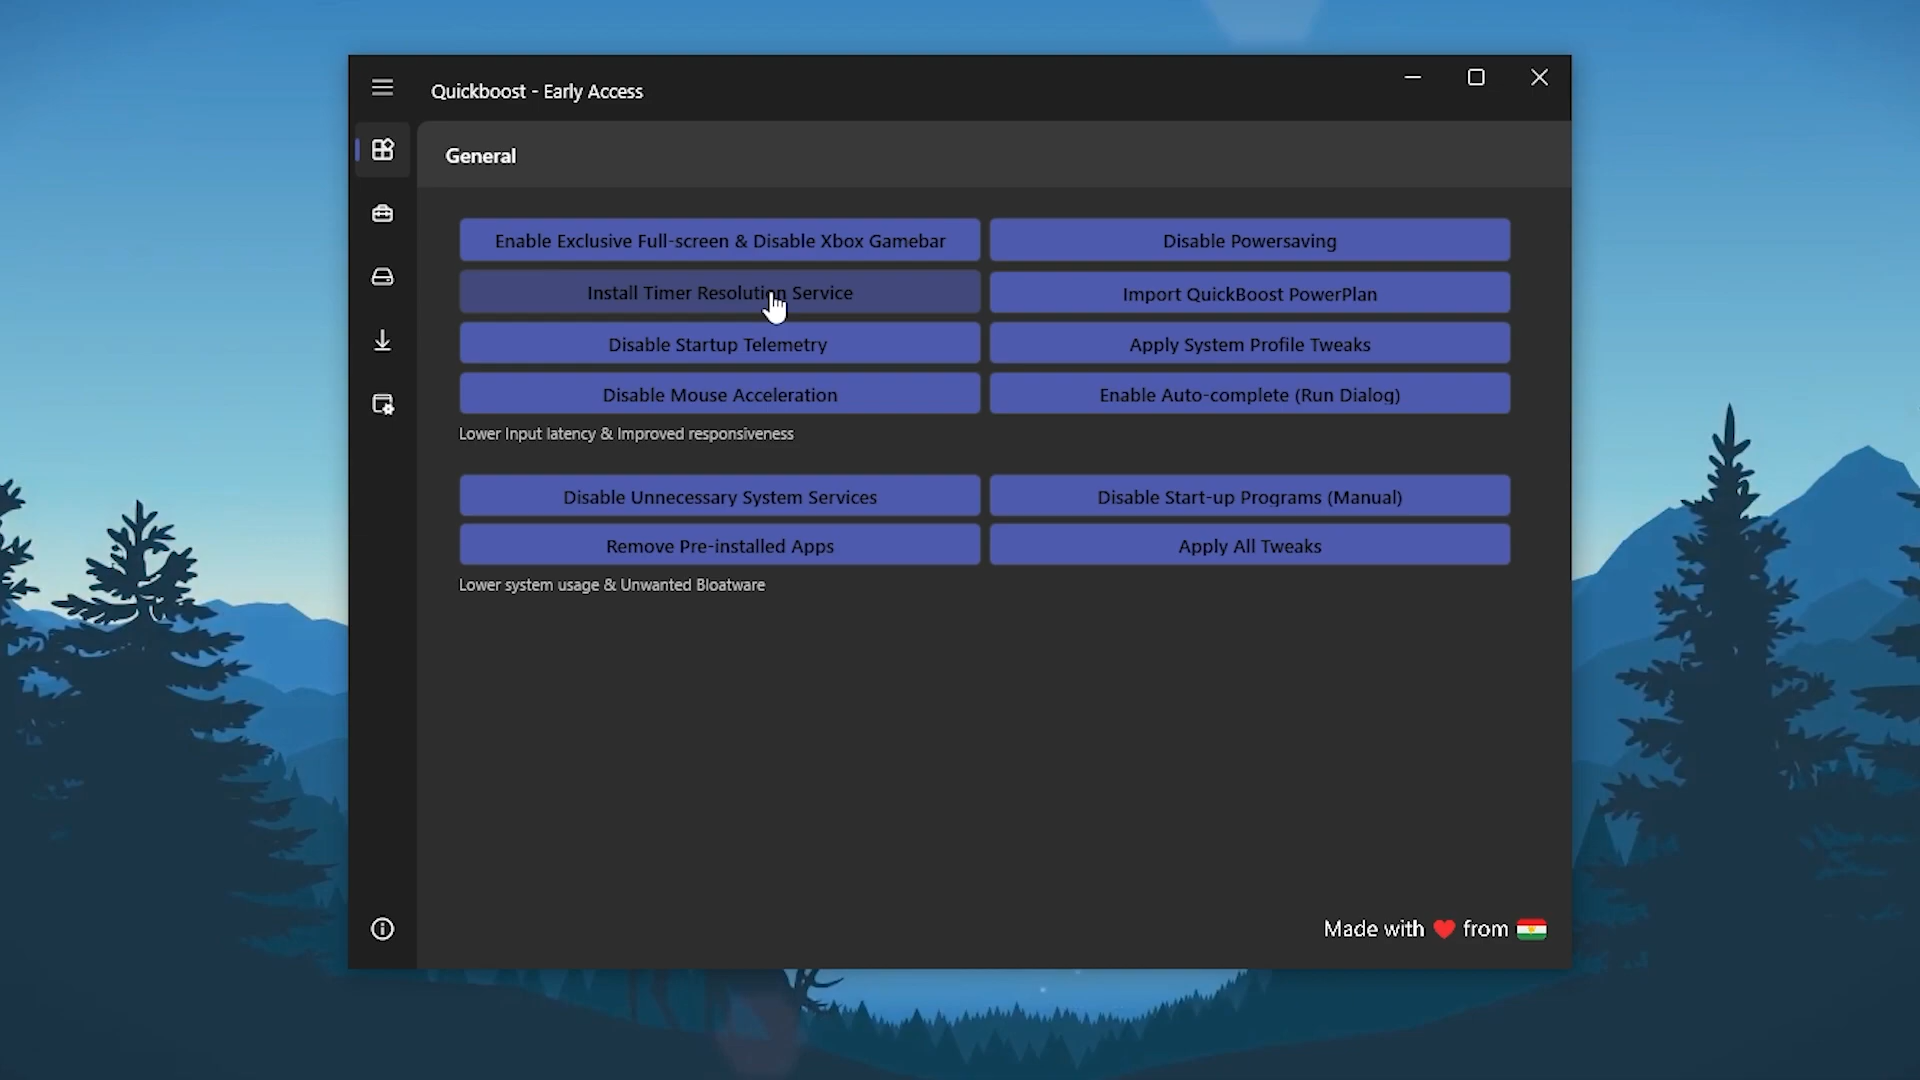 Quickboost - Early Access
General
Enable Exclusive Full-screen & Disable Xbox Gamebar
Disable Powersaving
Install Timer Resolution Service
Import QuickBoost PowerPlan
Disable Startup Telemetry
Apply System Profile Tweaks
Disable Mouse Acceleration
Enable Auto-complete (Run Dialog)
Lower Input latency & Improved responsiveness
Disable Unnecessary System Services
Disable Start-up Programs (Manual)
Remove Pre-installed Apps
Apply All Tweaks
Lower system usage & Unwanted Bloatware
Made with ❤ from